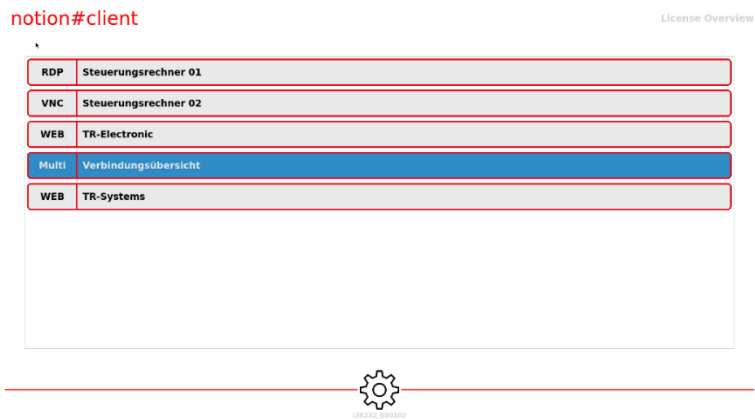 notion#client
License Overview
RDP Steuerungsrechner 01
VNC Steuerungsrechner 02
WEB TR-Electronic
Multi Verbindungsübersicht
WEB TR-Systems